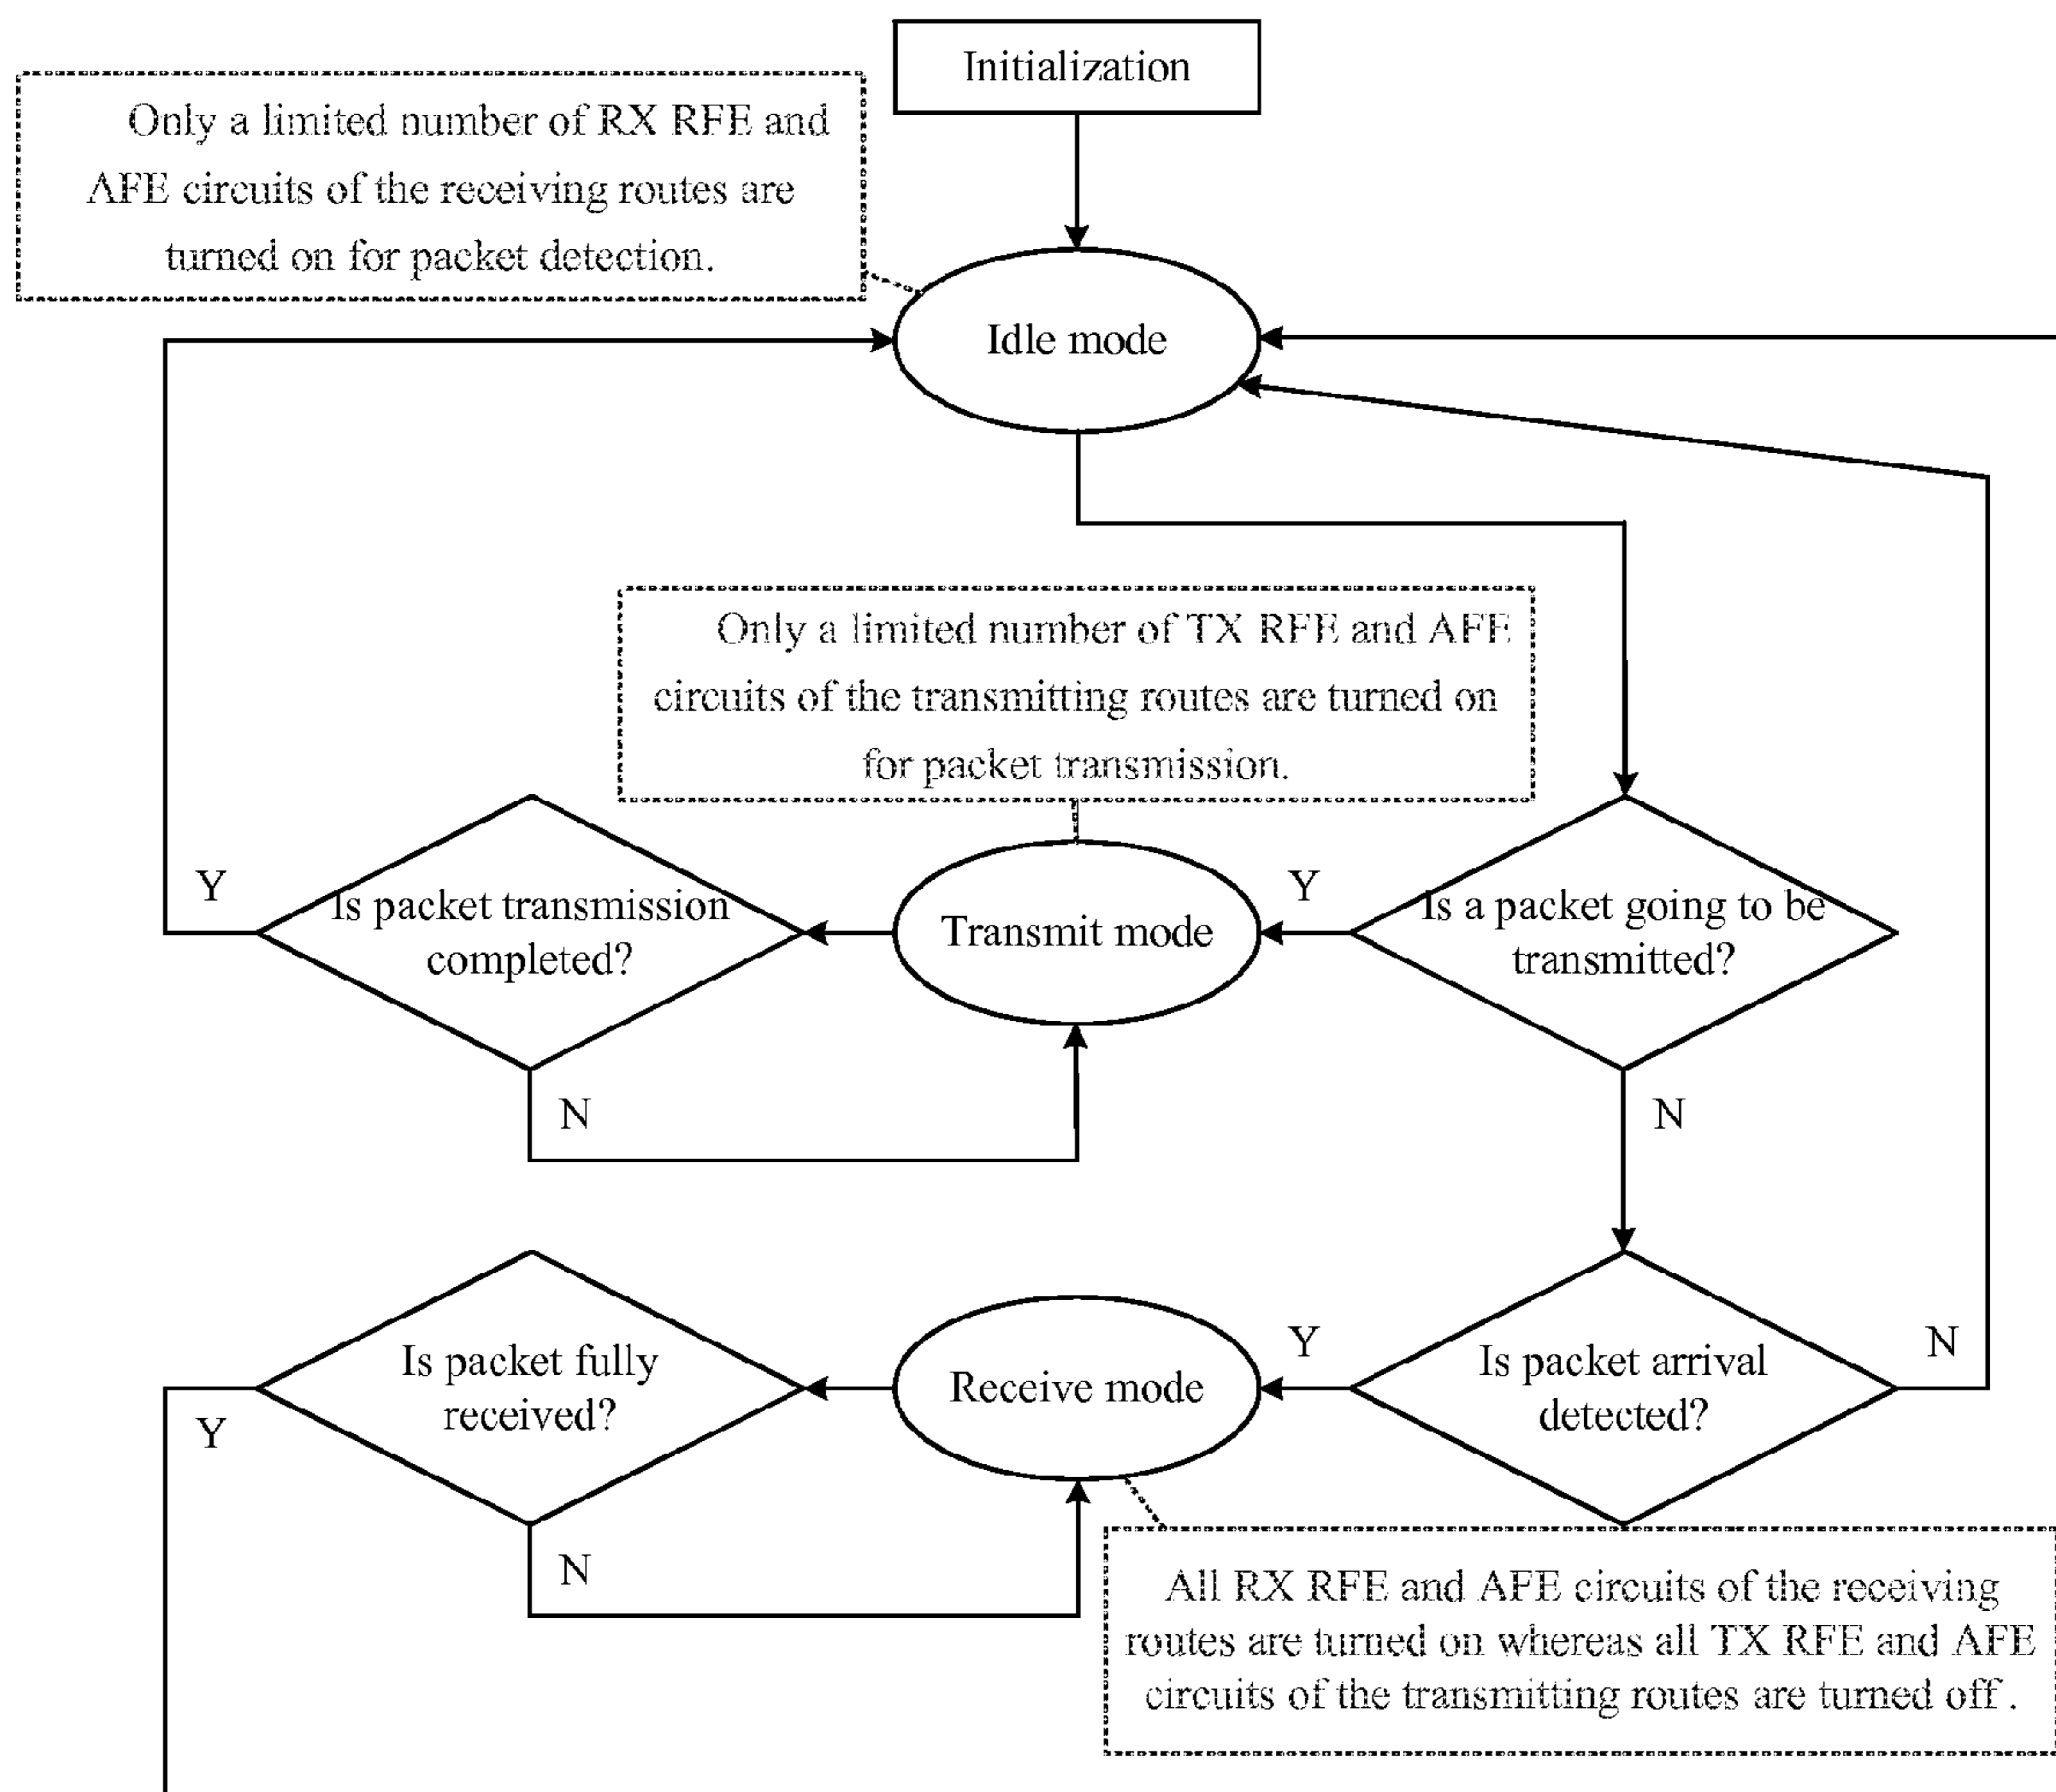 Initialization
Only a limited number of RX RFE and
AFE circuits of the receiving routes are
turned on for packet detection.
Idle mode
Only a limited number of TX RFE and AFE
circuits of the transmitting routes are turned on
for packet transmission.
Y
Is packet transmission
completed?
Transmit mode
Y
Is a packet going to be
transmitted?
N
N
Is packet fully
received?
Y
Receive mode
Y
Is packet arrival
detected?
N
N
All RX RFE and AFE circuits of the receiving
routes are turned on whereas all TX RFE and AFE
circuits of the transmitting routes are turned off .